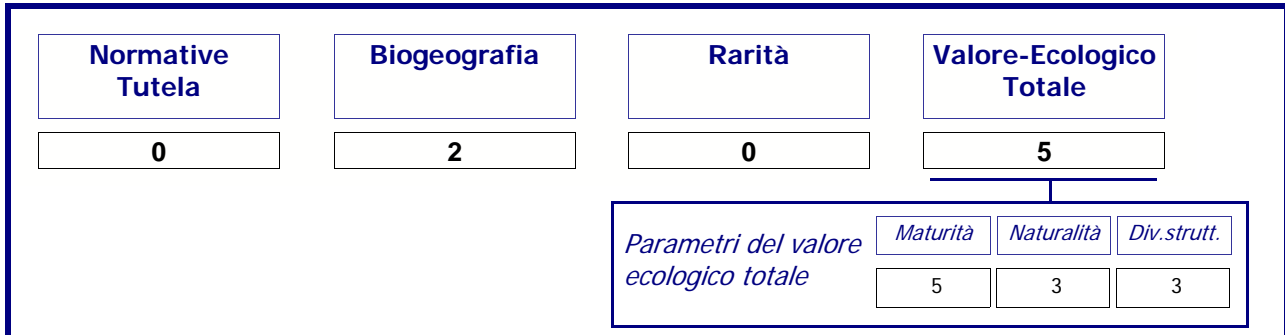 Normative
Tutela
Biogeografia
Rarità
Valore-Ecologico
Totale
0
2
0
5
Parametri del valore
ecologico totale
Maturità
Naturalità
Div.strutt.
5
3
3